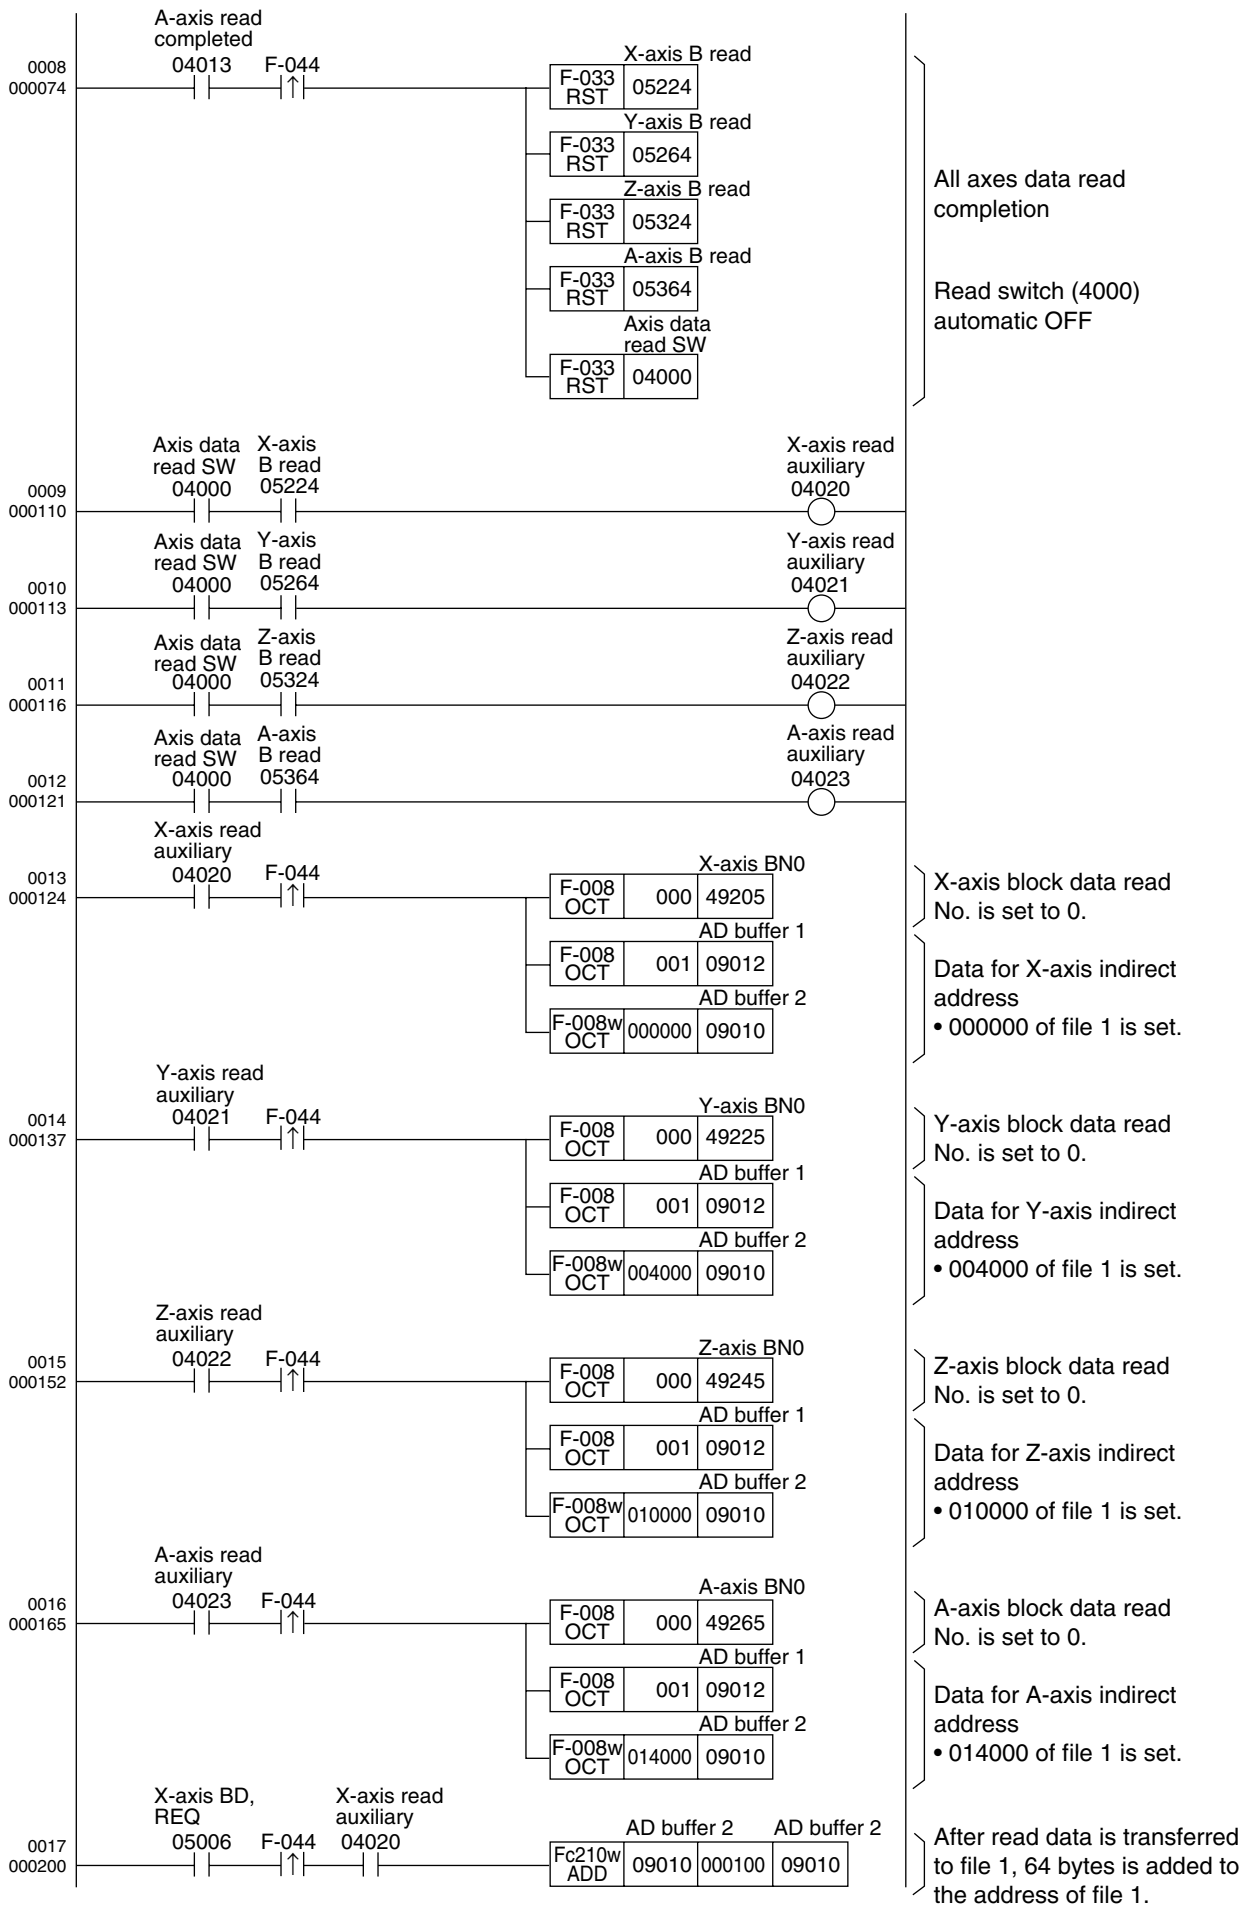 A-axis read
completed
0008
04013 F-044
000074
X-axis B read
F-033
RST
05224
Y-axis B read
F-033
RST
05264
Z-axis B read
F-033
RST
05324
A-axis B read
F-033
RST
05364
Axis data
read SW
F-033
RST
04000
All axes data read
completion
Read switch (4000)
automatic OFF
Axis data
read SW
04000
X-axis
B read
05224
X-axis read
auxiliary
04020
0009
000110
Axis data
read SW
04000
Y-axis
B read
05264
Y-axis read
auxiliary
04021
0010
000113
Axis data
read SW
04000
Z-axis
B read
05324
Z-axis read
auxiliary
04022
0011
000116
Axis data
read SW
04000
A-axis
B read
05364
A-axis read
auxiliary
04023
0012
000121
X-axis read
auxiliary
04020 F-044
0013
000124
X-axis BN0
F-008
OCT
000 49205
AD buffer 1
F-008
OCT
001 09012
AD buffer 2
F-008w
OCT
000000 09010
X-axis block data read
No. is set to 0.
Data for X-axis indirect
address
• 000000 of file 1 is set.
Y-axis read
auxiliary
04021 F-044
0014
000137
Y-axis BN0
F-008
OCT
000 49225
AD buffer 1
F-008
OCT
001 09012
AD buffer 2
F-008w
OCT
004000 09010
Y-axis block data read
No. is set to 0.
Data for Y-axis indirect
address
• 004000 of file 1 is set.
Z-axis read
auxiliary
04022 F-044
0015
000152
Z-axis BN0
F-008
OCT
000 49245
AD buffer 1
F-008
OCT
001 09012
AD buffer 2
F-008w
OCT
010000 09010
Z-axis block data read
No. is set to 0.
Data for Z-axis indirect
address
• 010000 of file 1 is set.
A-axis read
auxiliary
04023 F-044
0016
000165
A-axis BN0
F-008
OCT
000 49265
AD buffer 1
F-008
OCT
001 09012
AD buffer 2
F-008w
OCT
014000 09010
A-axis block data read
No. is set to 0.
Data for A-axis indirect
address
• 014000 of file 1 is set.
X-axis BD,
REQ
05006 F-044
X-axis read
auxiliary
04020
0017
000200
AD buffer 2 AD buffer 2
Fc210w
ADD
09010 000100 09010
After read data is transferred
to file 1, 64 bytes is added to
the address of file 1.